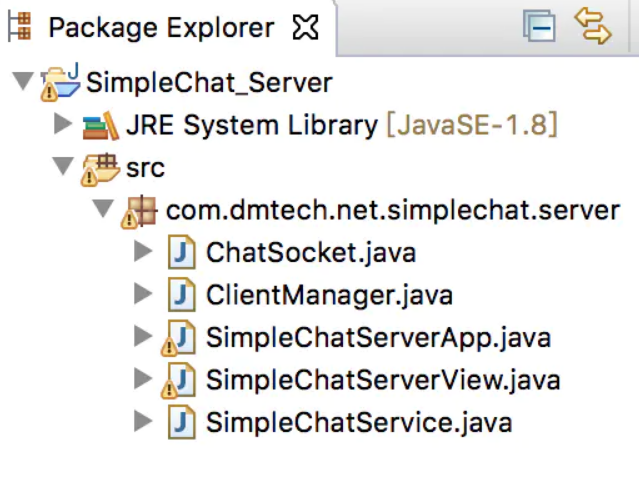 Package Explorer
SimpleChat_Server
JRE System Library [JavaSE-1.8]
src
com.dmtech.net.simplechat.server
ChatSocket.java
ClientManager.java
SimpleChatServerApp.java
SimpleChatServerView.java
SimpleChatService.java